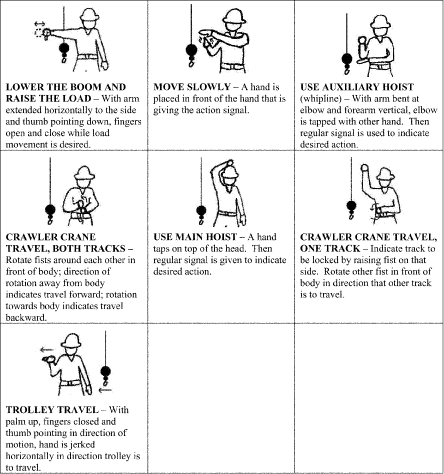 LOWER THE BOOM AND
RAISE THE LOAD – With arm
extended horizontally to the side
and thumb pointing down, fingers
open and close while load
movement is desired.
MOVE SLOWLY – A hand is
placed in front of the hand that is
giving the action signal.
USE AUXILIARY HOIST
(whipline) – With arm bent at
elbow and forearm vertical, elbow
is tapped with other hand. Then
regular signal is used to indicate
desired action.
CRAWLER CRANE
TRAVEL, BOTH TRACKS –
Rotate fists around each other in
front of body; direction of
rotation away from body
indicates travel forward; rotation
towards body indicates travel
backward.
USE MAIN HOIST – A hand
taps on top of the head. Then
regular signal is given to indicate
desired action.
CRAWLER CRANE TRAVEL,
ONE TRACK – Indicate track to
be locked by raising fist on that
side. Rotate other fist in front of
body in direction that other track
is to travel.
TROLLEY TRAVEL – With
palm up, fingers closed and
thumb pointing in direction of
motion, hand is jerked
horizontally in direction trolley is
to travel.